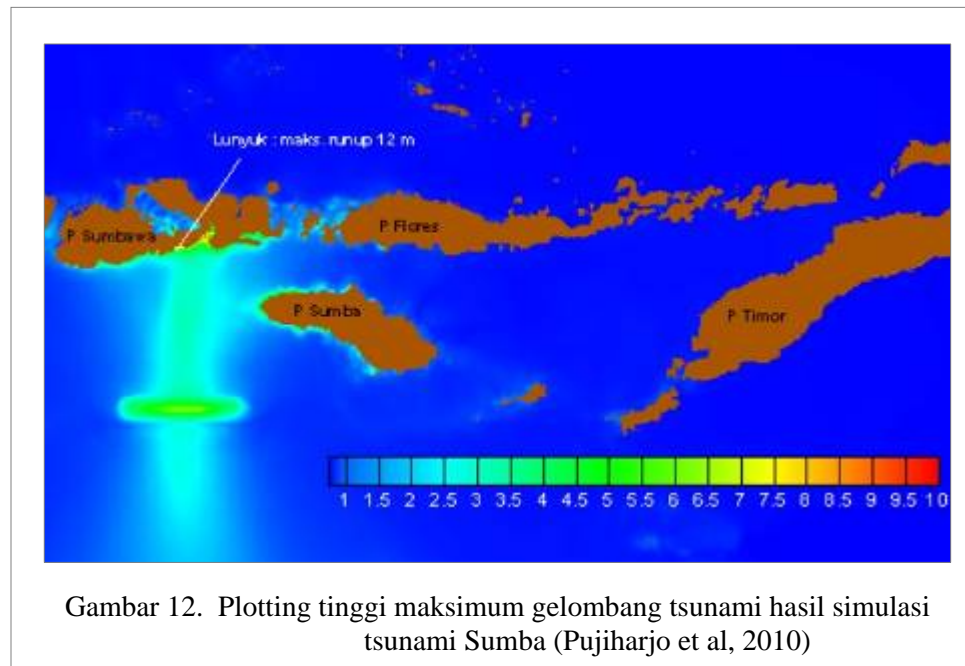 Lunyuk : maks. runup 12 m
P Sumbawa
P Flores
P Sumba
P Timor
1 1.5 2 2.5 3 3.5 4 4.5 5 5.5 6 6.5 7 7.5 8 8.5 9 9.5 10
Gambar 12. Plotting tinggi maksimum gelombang tsunami hasil simulasi
tsunami Sumba (Pujiharjo et al, 2010)